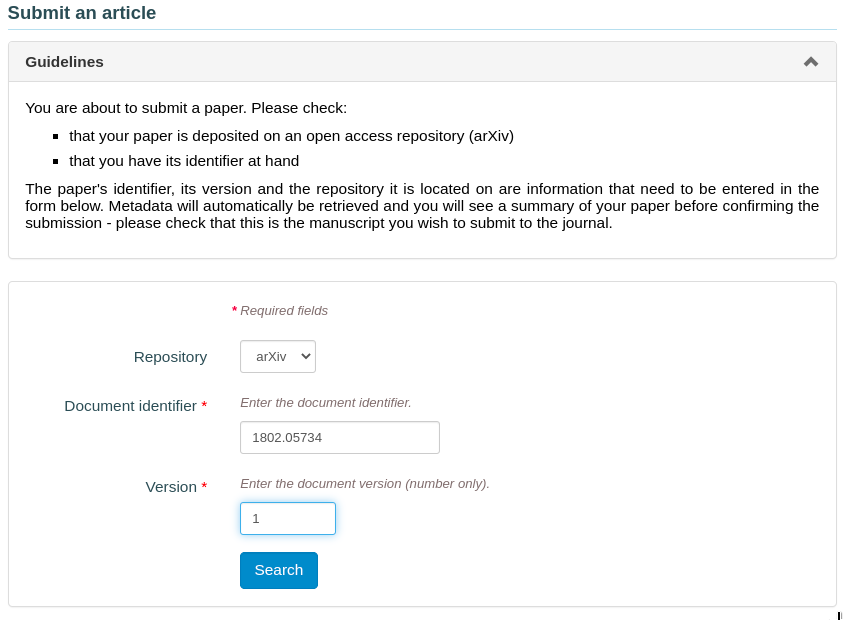 Submit an article
Guidelines
You are about to submit a paper. Please check:
that your paper is deposited on an open access repository (arXiv)
that you have its identifier at hand
The paper's identifier, its version and the repository it is located on are information that need to be entered in the
form below. Metadata will automatically be retrieved and you will see a summary of your paper before confirming the
submission - please check that this is the manuscript you wish to submit to the journal.
* Required fields
Repository arXiv
Document identifier * Enter the document identifier.
1802.05734
Version * Enter the document version (number only).
1
Search